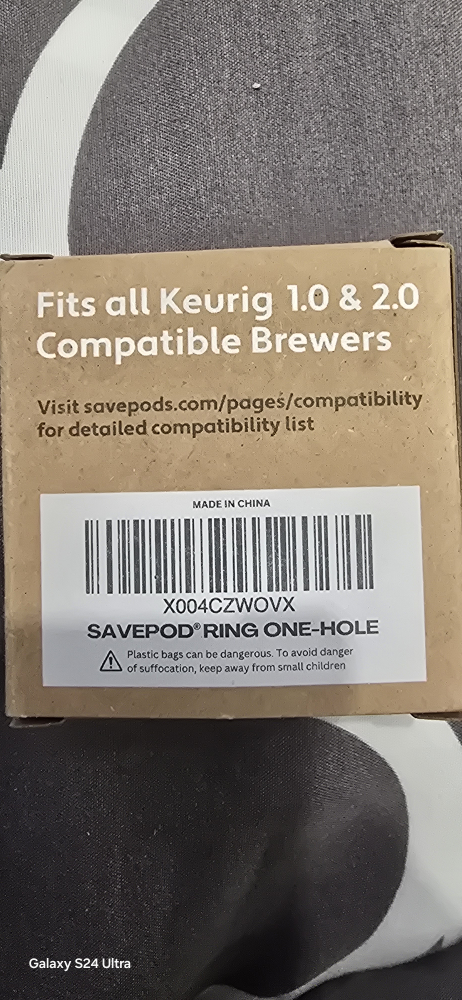 Fits all Keurig 1.0 & 2.0
Compatible Brewers
Visit savepods.com/pages/compatibility
for detailed compatibility list
MADE IN CHINA
X004CZWOVX
SAVEPOD® RING ONE-HOLE
Plastic bags can be dangerous. To avoid danger
of suffocation, keep away from small children
Galaxy S24 Ultra